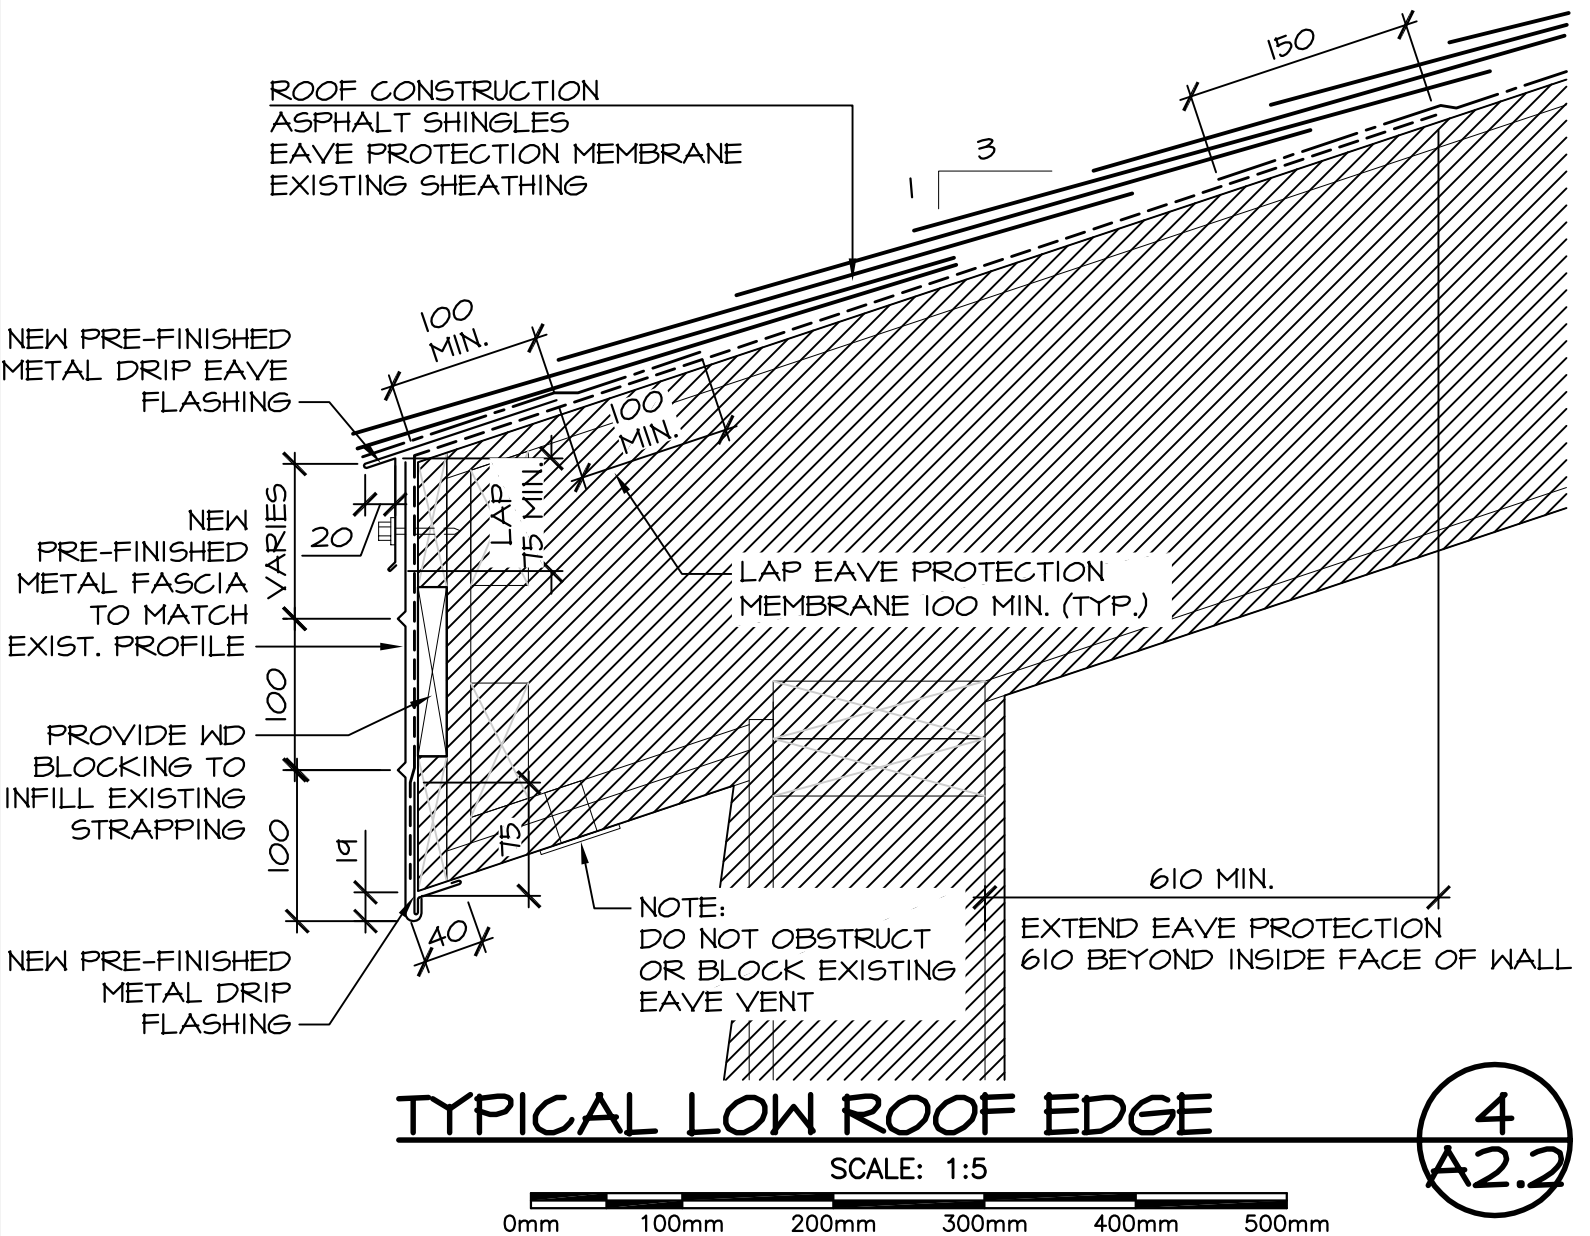 150
ROOF CONSTRUCTION
ASPHALT SHINGLES
EAVE PROTECTION MEMBRANE
EXISTING SHEATHING
3
1
100
MIN.
NEW PRE-FINISHED
METAL DRIP EAVE
FLASHING
100
MIN.
LAP
75 MIN.
VARIES
20
NEW
PRE-FINISHED
METAL FASCIA
TO MATCH
EXIST. PROFILE
LAP EAVE PROTECTION
MEMBRANE 100 MIN. (TYP.)
100
PROVIDE WD
BLOCKING TO
INFILL EXISTING
STRAPPING
100
19
75
610 MIN.
NOTE:
DO NOT OBSTRUCT
OR BLOCK EXISTING
EAVE VENT
EXTEND EAVE PROTECTION
610 BEYOND INSIDE FACE OF WALL
40
NEW PRE-FINISHED
METAL DRIP
FLASHING
TYPICAL LOW ROOF EDGE
4
A2.2
SCALE: 1:5
0mm 100mm 200mm 300mm 400mm 500mm